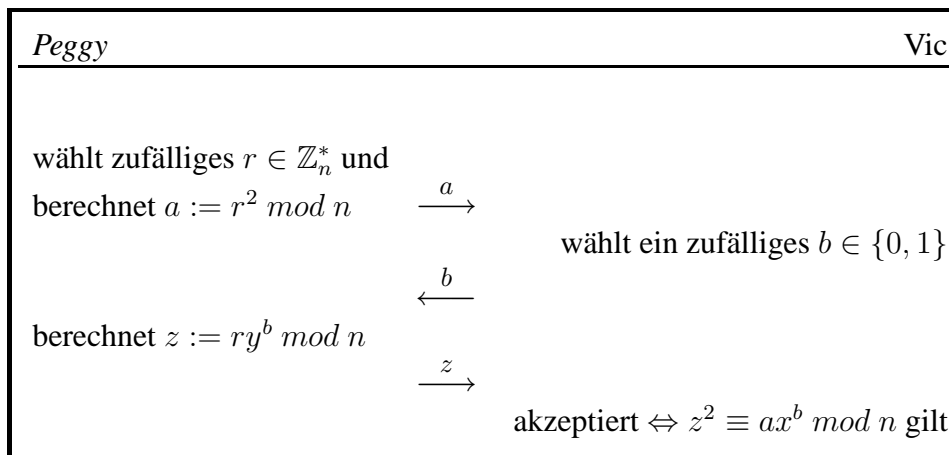 Peggy Vic
wählt zufälliges r ∈ ℤ*ₙ und
berechnet a := r² mod n
a
wählt ein zufälliges b ∈ {0, 1}
b
berechnet z := ryᵇ mod n
z
akzeptiert ⇔ z² ≡ axᵇ mod n gilt